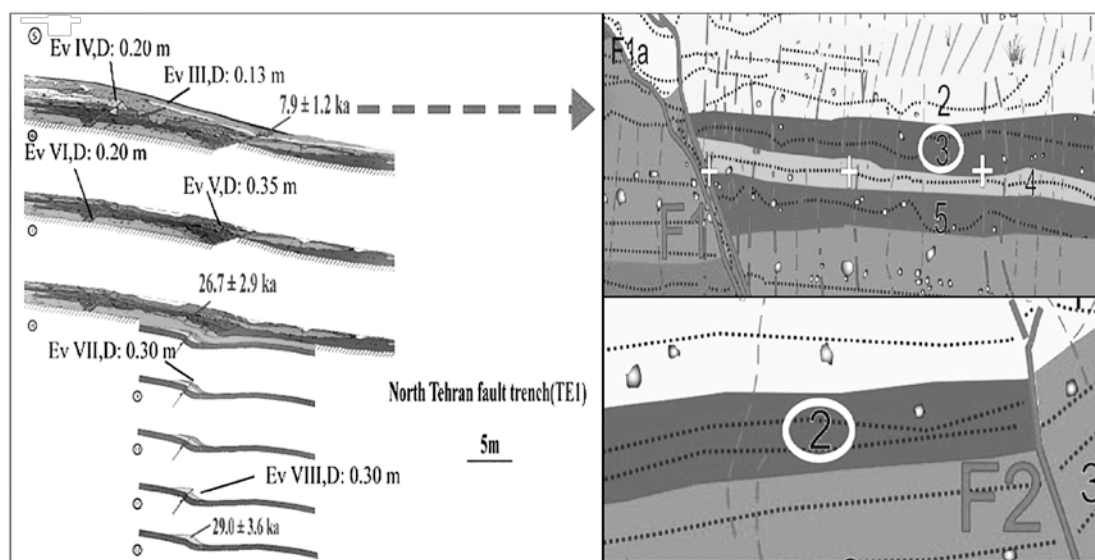 Ev IV,D: 0.20 m
Ev III,D: 0.13 m
7.9 ± 1.2 ka
Ev VI,D: 0.20 m
Ev V,D: 0.35 m
26.7 ± 2.9 ka
Ev VII,D: 0.30 m
North Tehran fault trench(TE1)
5m
Ev VIII,D: 0.30 m
29.0 ± 3.6 ka
F1a
2
3
4
5
F1
2
F2
3